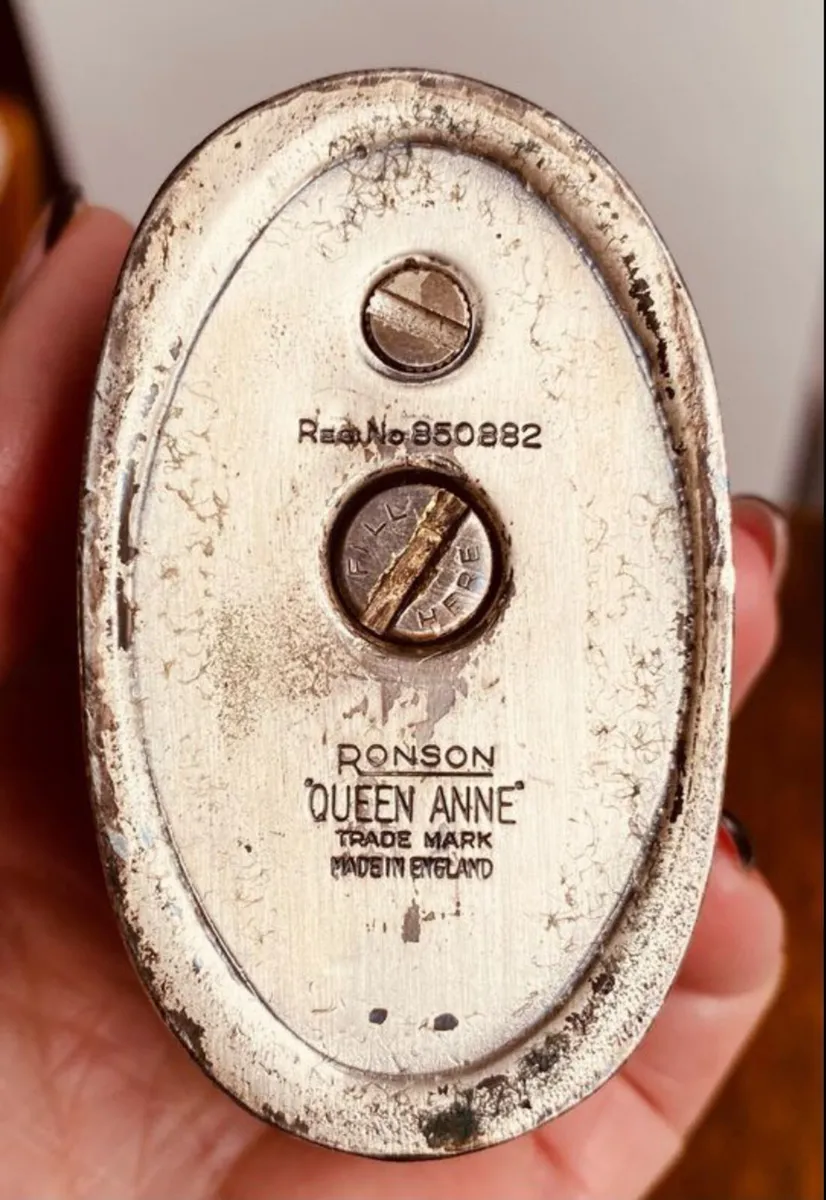 REG. No 850882
FILL
HERE
RONSON
"QUEEN ANNE"
TRADE MARK
MADE IN ENGLAND